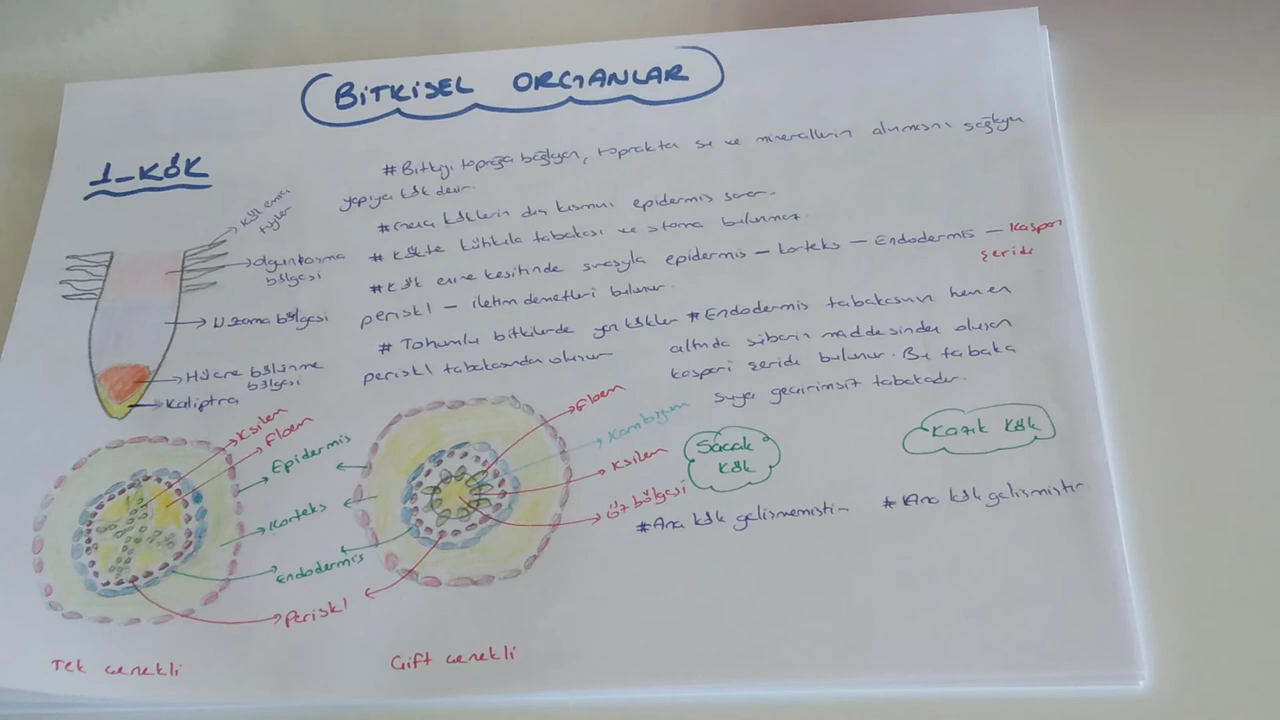 BİTKİSEL ORGANLAR
1-KÖK
# Bitkiyi toprağa bağlayan, topraktan su ve minerallerin alınmasını sağlayan
yapıya kök denir.
# Genç köklerin dış kısmını epidermis sarar.
# Kökte kütikula tabakası ve stoma bulunmaz.
# Kök enine kesitinde sırasıyla epidermis – korteks – Endodermis – Kaspari
şeridi
periskl – iletim demetleri bulunur.
# Tohumlu bitkilerde yan kökler
periskl tabakasından oluşur
# Endodermis tabakasının hemen
altında süberin maddesinden oluşan
kaspari şeridi bulunur. Bu tabaka
suya geçirimsiz tabakadır.
Kök emici
tüyler
olgunlaşma
bölgesi
Uzama bölgesi
Hücre bölünme
bölgesi
Kaliptra
Ksilem
Floem
Epidermis
Korteks
Endodermis
Periskl
Floem
Kambiyum
Ksilem
Öz bölgesi
Tek çenekli
Çift çenekli
Saçak
kök
# Ana kök gelişmemiştir
Kazık kök
# Ana kök gelişmiştir